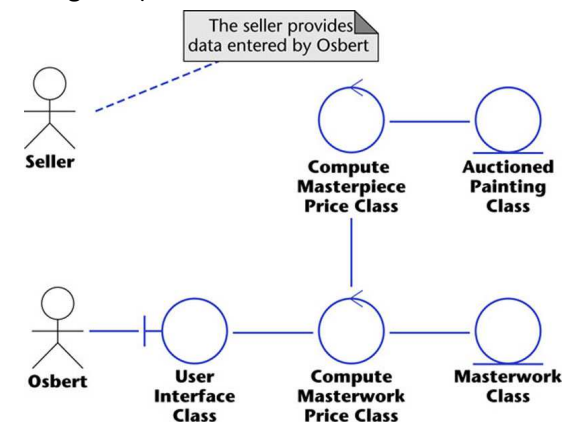 The seller provides
data entered by Osbert
Seller
Compute
Masterpiece
Price Class
Auctioned
Painting
Class
Osbert
User
Interface
Class
Compute
Masterwork
Price Class
Masterwork
Class